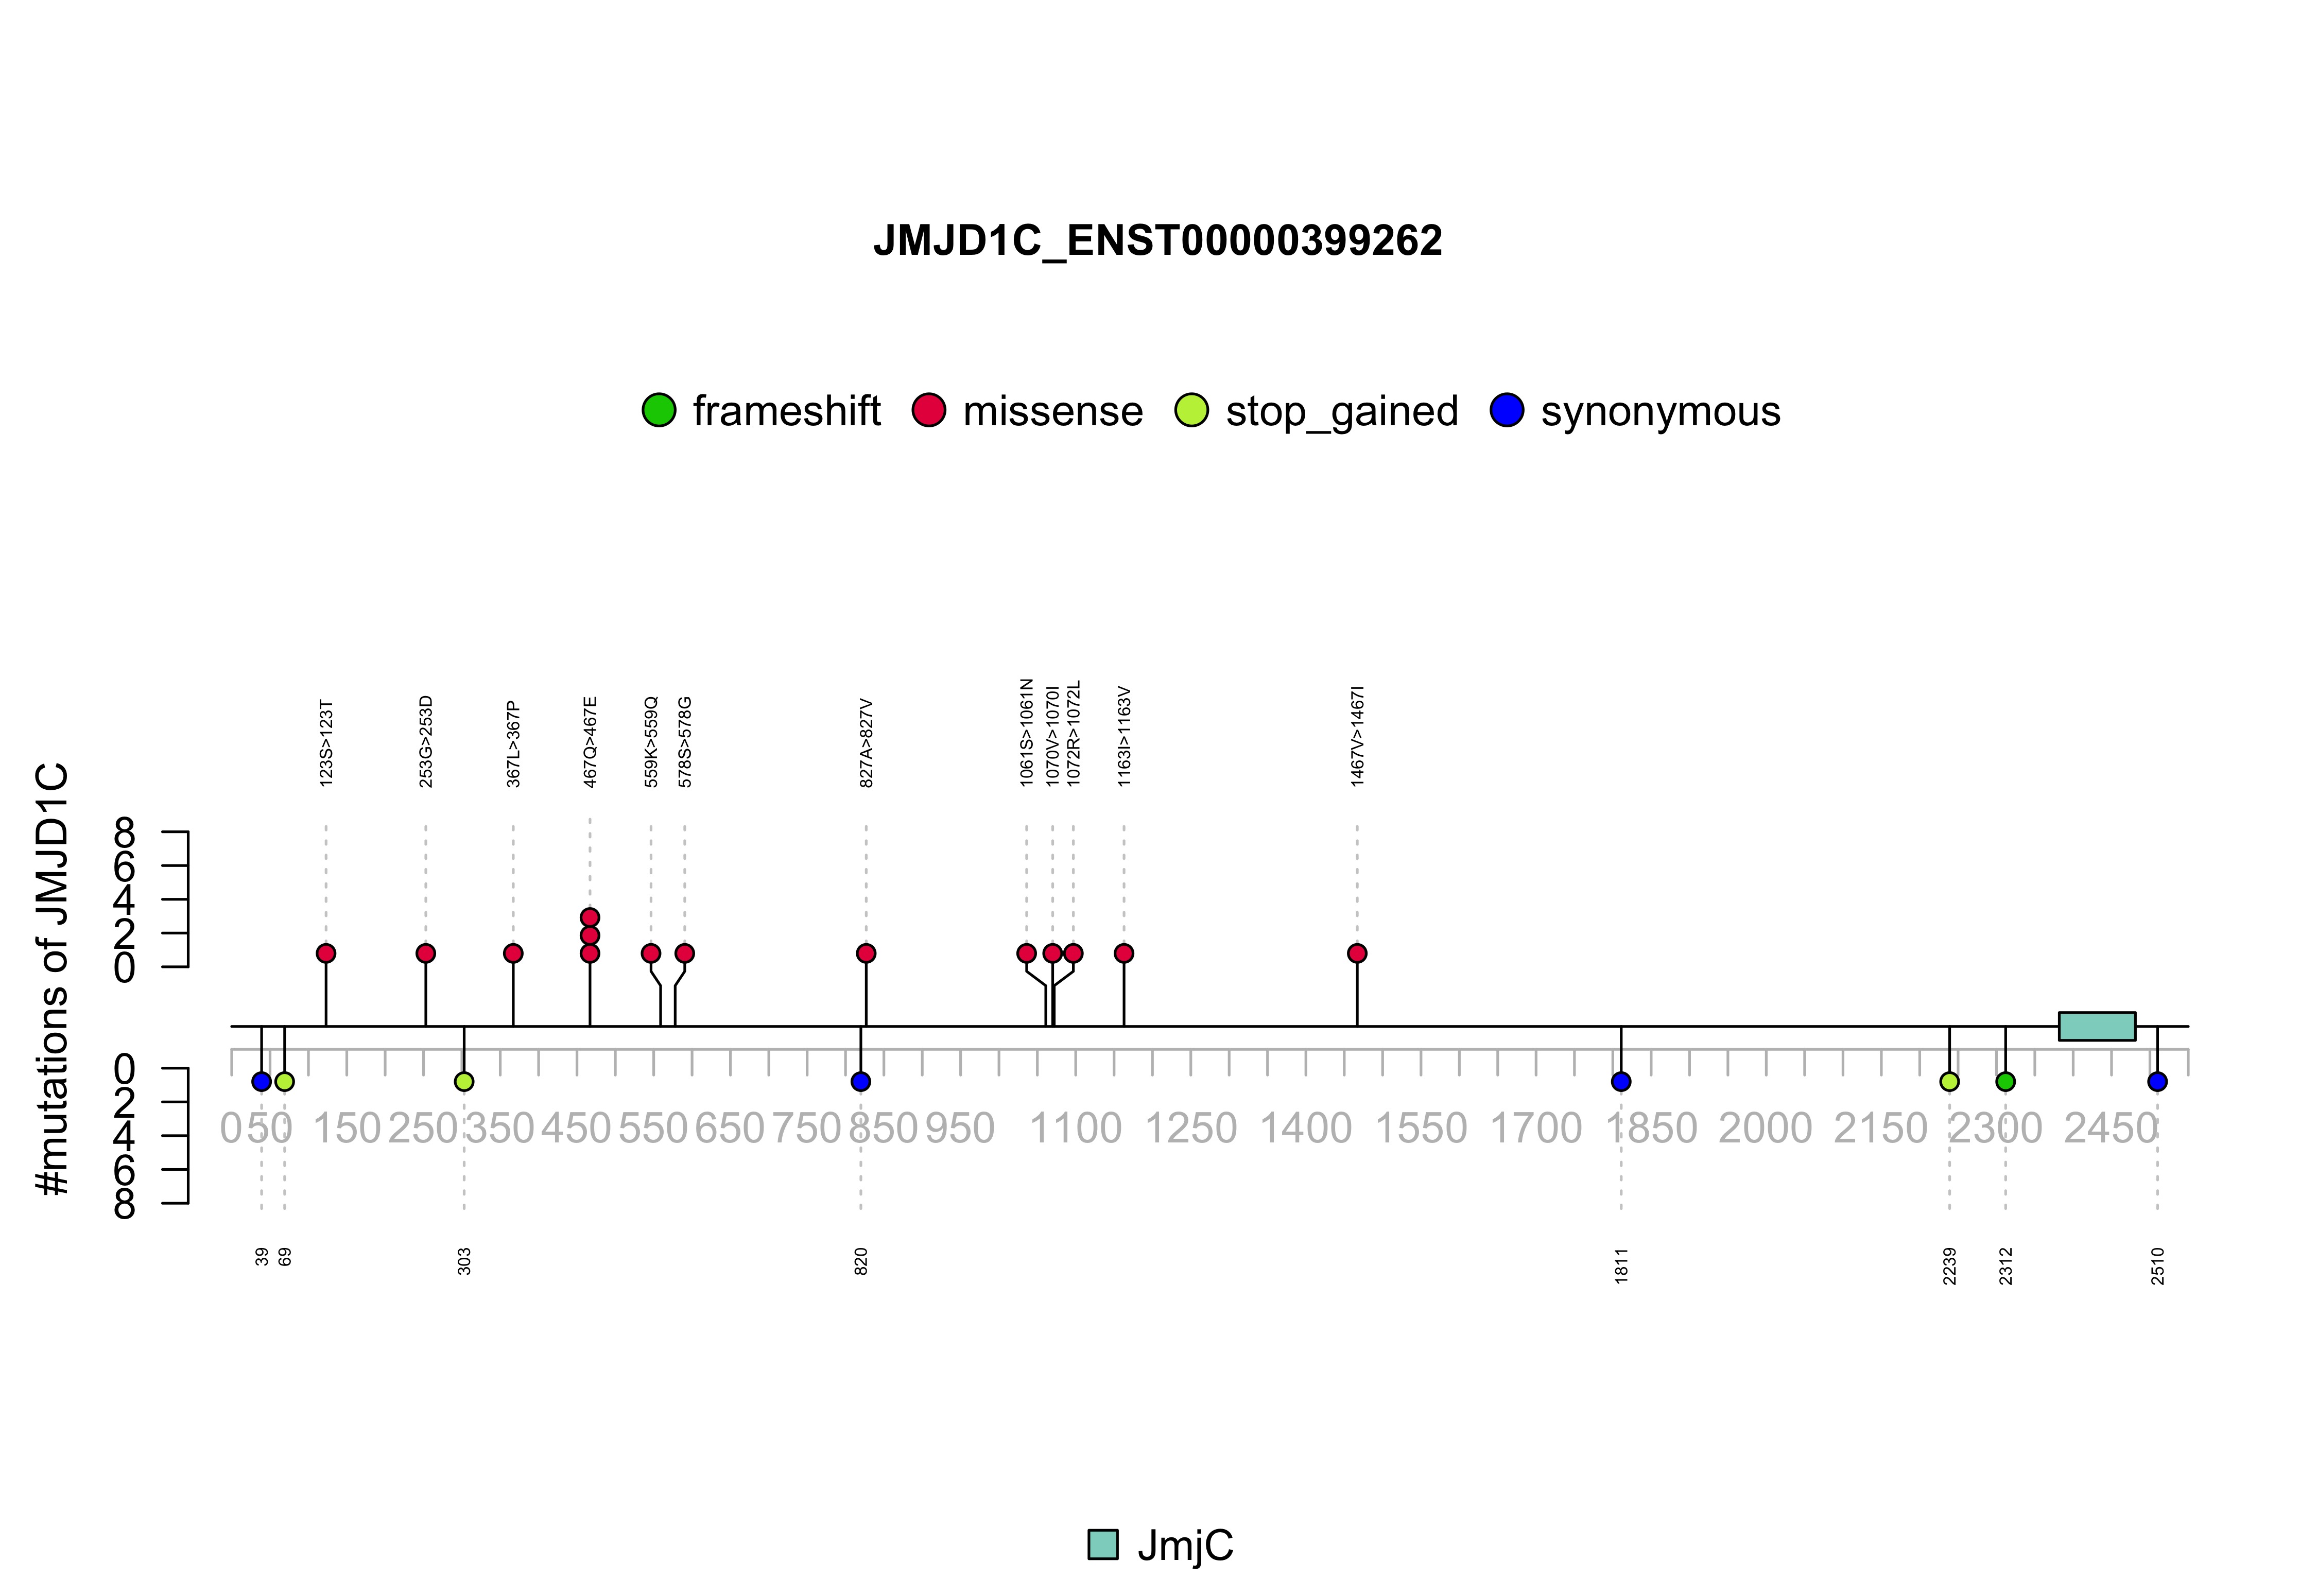 JMJD1C_ENST00000399262
frameshift missense stop_gained synonymous
#mutations of JMJD1C
123S>123T 253G>253D 367L>367P 467Q>467E 559K>559Q 578S>578G 827A>827V 1061S>1061N 1070V>1070I 1072R>1072L 1163I>1163V 1467V>1467I
8
6
4
2
0
0
2
4
6
8
0 50 150 250 350 450 550 650 750 850 950 1100 1250 1400 1550 1700 1850 2000 2150 2300 2450
39 69 303 820 1811 2239 2312 2510
JmjC